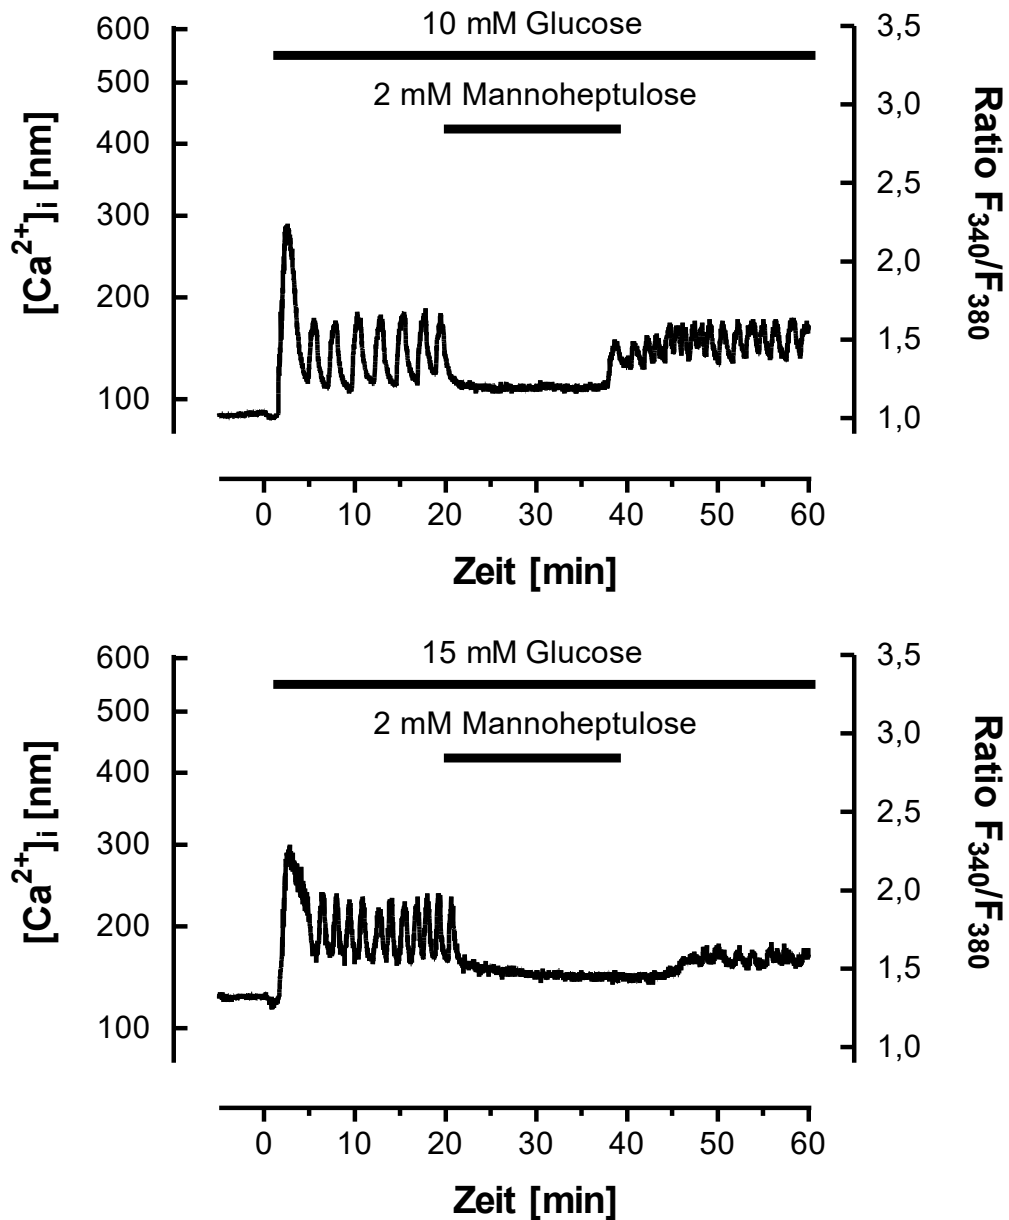 10 mM Glucose
2 mM Mannoheptulose
[Ca²⁺]ᵢ [nm]
600
500
400
300
200
100
3,5
3,0
2,5
2,0
1,5
1,0
Ratio F₃₄₀/F₃₈₀
0 10 20 30 40 50 60
Zeit [min]
15 mM Glucose
2 mM Mannoheptulose
[Ca²⁺]ᵢ [nm]
600
500
400
300
200
100
3,5
3,0
2,5
2,0
1,5
1,0
Ratio F₃₄₀/F₃₈₀
0 10 20 30 40 50 60
Zeit [min]